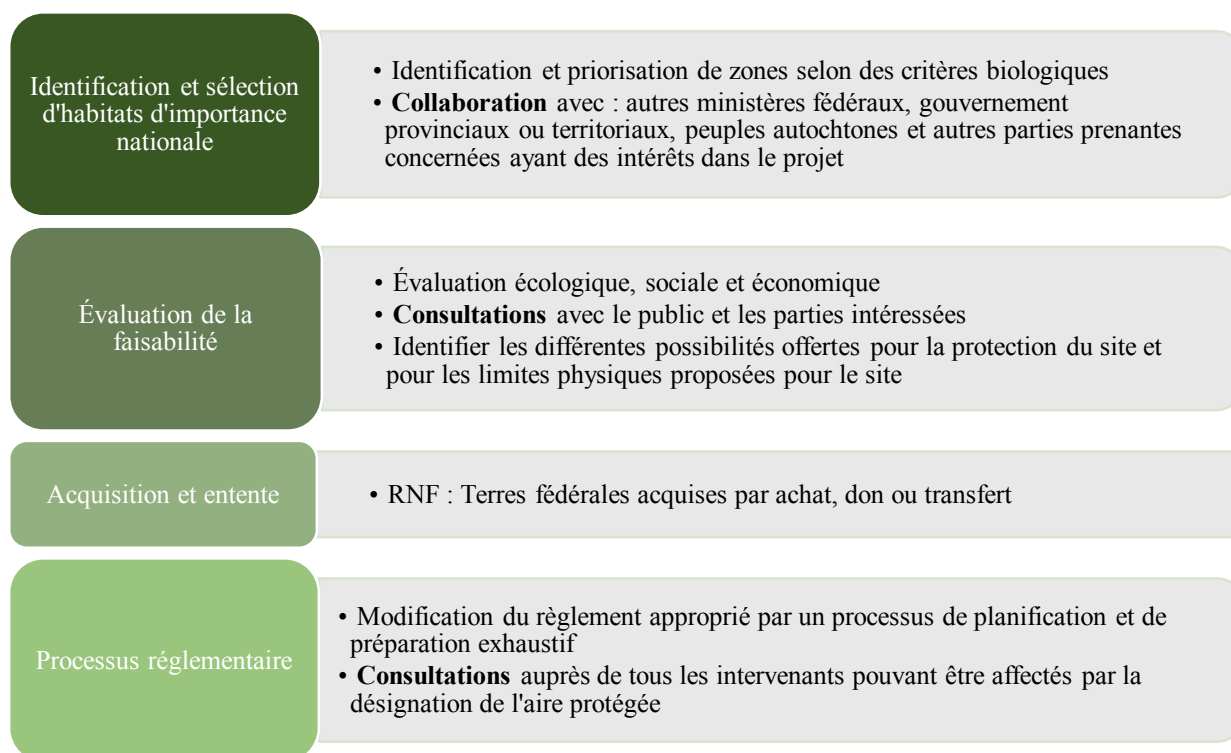 Identification et sélection
d'habitats d'importance
nationale
• Identification et priorisation de zones selon des critères biologiques
• Collaboration avec : autres ministères fédéraux, gouvernement
provinciaux ou territoriaux, peuples autochtones et autres parties prenantes
concernées ayant des intérêts dans le projet
Évaluation de la
faisabilité
• Évaluation écologique, sociale et économique
• Consultations avec le public et les parties intéressées
• Identifier les différentes possibilités offertes pour la protection du site et
pour les limites physiques proposées pour le site
Acquisition et entente
• RNF : Terres fédérales acquises par achat, don ou transfert
Processus réglementaire
• Modification du règlement approprié par un processus de planification et de
préparation exhaustif
• Consultations auprès de tous les intervenants pouvant être affectés par la
désignation de l'aire protégée